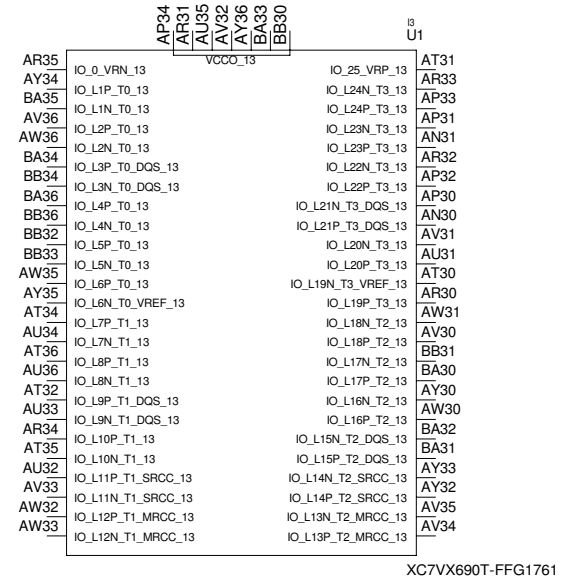 AP34 AR31 AU35 AV32 AY36 BA33 BB30
I3
U1
VCCO_13
AR35 IO_0_VRN_13 IO_25_VRP_13 AT31
AY34 IO_L1P_T0_13 IO_L24N_T3_13 AR33
BA35 IO_L1N_T0_13 IO_L24P_T3_13 AP33
AV36 IO_L2P_T0_13 IO_L23N_T3_13 AP31
AW36 IO_L2N_T0_13 IO_L23P_T3_13 AN31
BA34 IO_L3P_T0_DQS_13 IO_L22N_T3_13 AR32
BB34 IO_L3N_T0_DQS_13 IO_L22P_T3_13 AP32
BA36 IO_L4P_T0_13 IO_L21N_T3_DQS_13 AP30
BB36 IO_L4N_T0_13 IO_L21P_T3_DQS_13 AN30
BB32 IO_L5P_T0_13 IO_L20N_T3_13 AV31
BB33 IO_L5N_T0_13 IO_L20P_T3_13 AU31
AW35 IO_L6P_T0_13 IO_L19N_T3_VREF_13 AT30
AY35 IO_L6N_T0_VREF_13 IO_L19P_T3_13 AR30
AT34 IO_L7P_T1_13 IO_L18N_T2_13 AW31
AU34 IO_L7N_T1_13 IO_L18P_T2_13 AV30
AT36 IO_L8P_T1_13 IO_L17N_T2_13 BB31
AU36 IO_L8N_T1_13 IO_L17P_T2_13 BA30
AT32 IO_L9P_T1_DQS_13 IO_L16N_T2_13 AY30
AU33 IO_L9N_T1_DQS_13 IO_L16P_T2_13 AW30
AR34 IO_L10P_T1_13 IO_L15N_T2_DQS_13 BA32
AT35 IO_L10N_T1_13 IO_L15P_T2_DQS_13 BA31
AU32 IO_L11P_T1_SRCC_13 IO_L14N_T2_SRCC_13 AY33
AV33 IO_L11N_T1_SRCC_13 IO_L14P_T2_SRCC_13 AY32
AW32 IO_L12P_T1_MRCC_13 IO_L13N_T2_MRCC_13 AV35
AW33 IO_L12N_T1_MRCC_13 IO_L13P_T2_MRCC_13 AV34
XC7VX690T-FFG1761